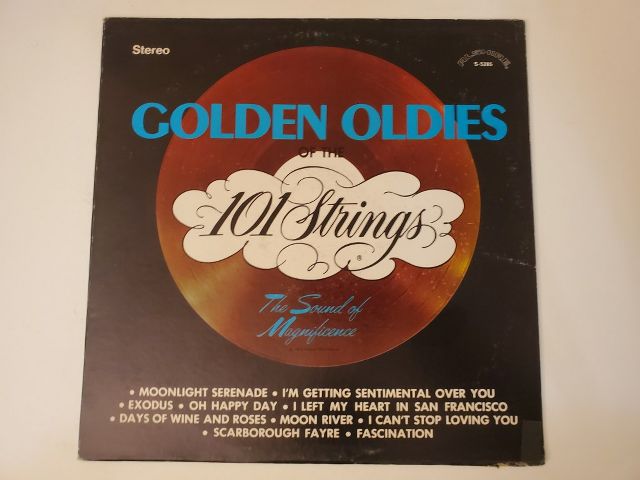 Stereo
ALSHIRE
S-5285
GOLDEN OLDIES
OF THE
101 Strings
®
The Sound of
Magnificence
• MOONLIGHT SERENADE • I'M GETTING SENTIMENTAL OVER YOU
• EXODUS • OH HAPPY DAY • I LEFT MY HEART IN SAN FRANCISCO
• DAYS OF WINE AND ROSES • MOON RIVER • I CAN'T STOP LOVING YOU
• SCARBOROUGH FAYRE • FASCINATION